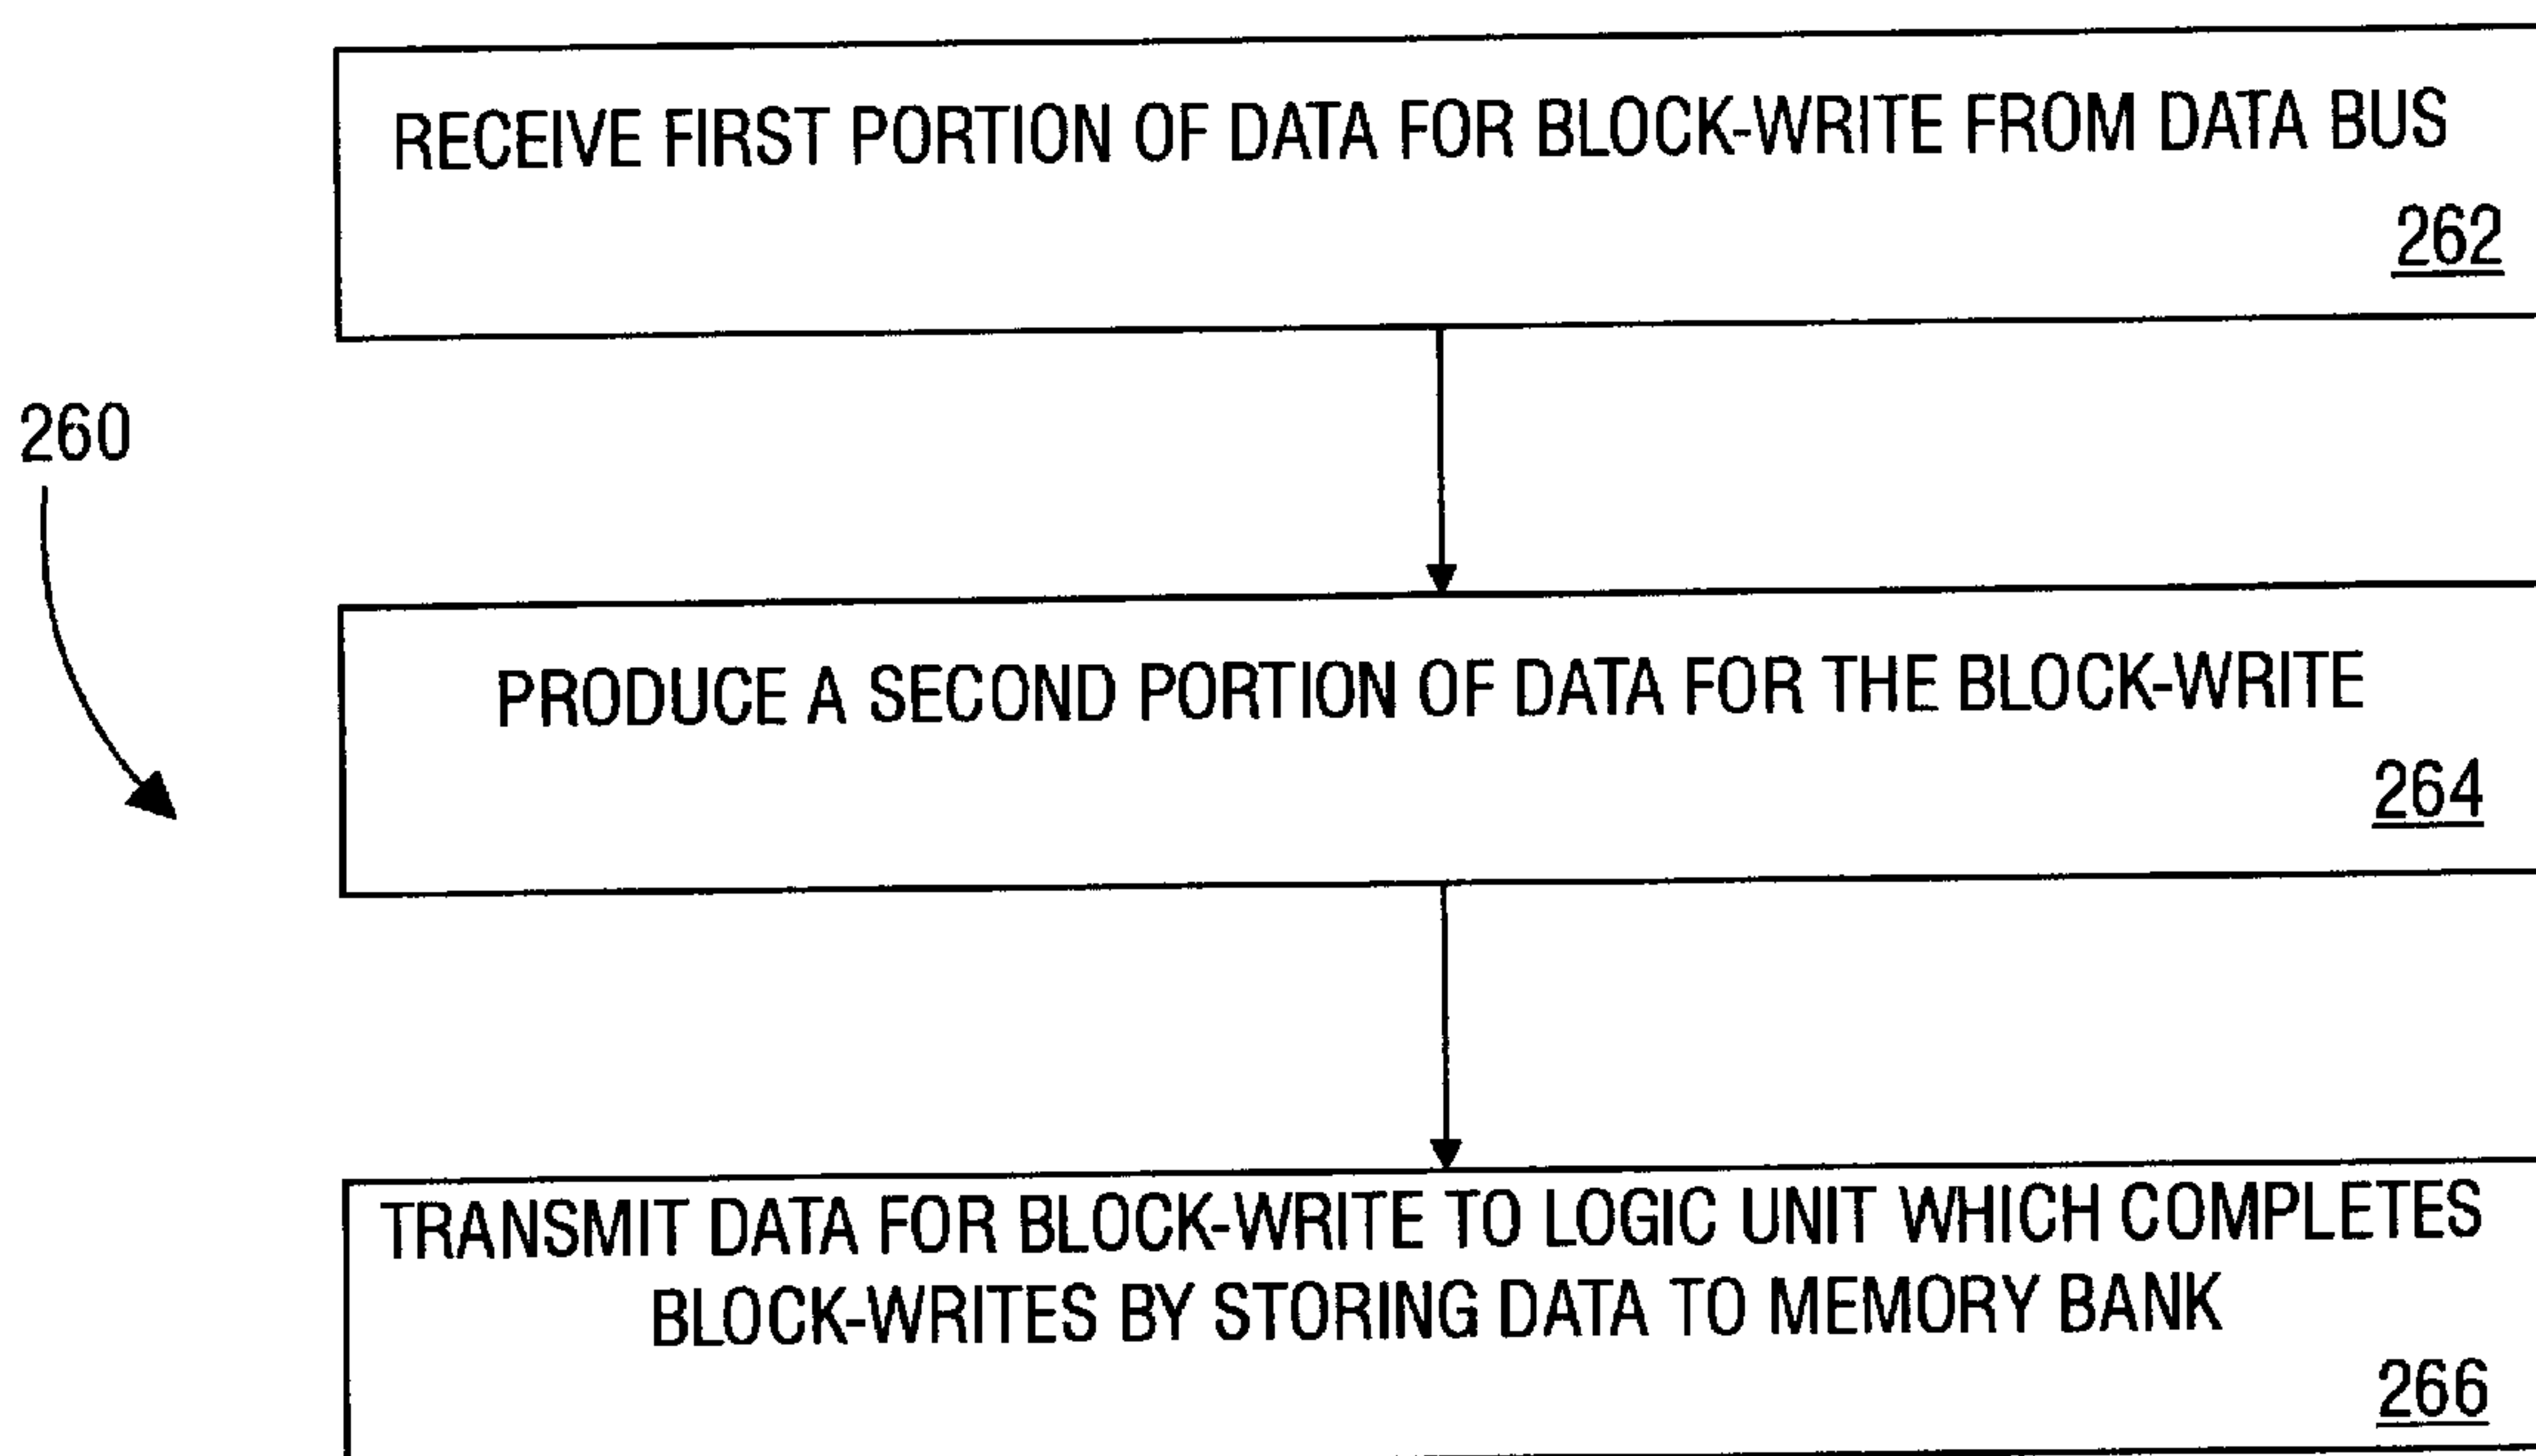 RECEIVE FIRST PORTION OF DATA FOR BLOCK-WRITE FROM DATA BUS
262
260
PRODUCE A SECOND PORTION OF DATA FOR THE BLOCK-WRITE
264
TRANSMIT DATA FOR BLOCK-WRITE TO LOGIC UNIT WHICH COMPLETES
BLOCK-WRITES BY STORING DATA TO MEMORY BANK
266